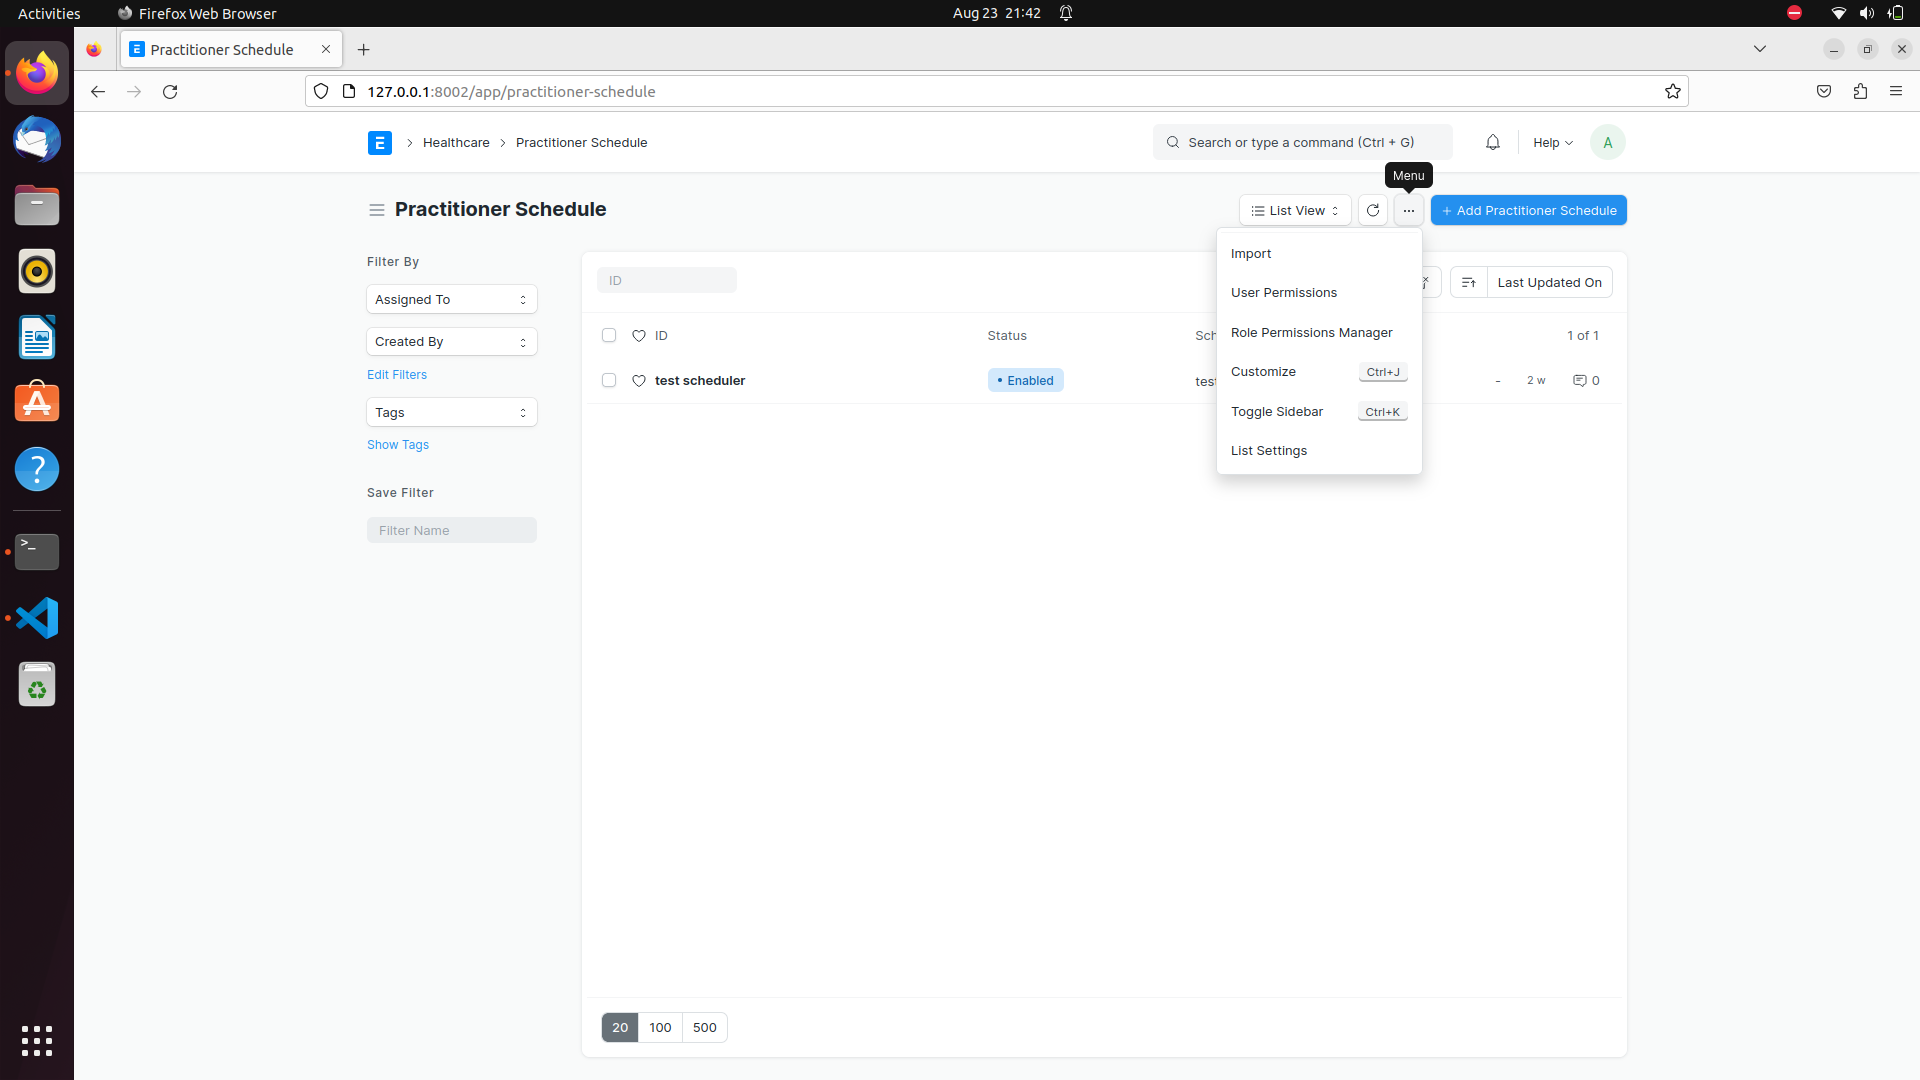 Activities
Firefox Web Browser
Aug 23 21:42
Practitioner Schedule
127.0.0.1:8002/app/practitioner-schedule
Healthcare
Practitioner Schedule
Search or type a command (Ctrl + G)
Help
A
Menu
Practitioner Schedule
List View
Add Practitioner Schedule
Filter By
Assigned To
Created By
Edit Filters
Tags
Show Tags
Save Filter
Filter Name
ID
Last Updated On
Import
User Permissions
Role Permissions Manager
Customize Ctrl+J
Toggle Sidebar Ctrl+K
List Settings
ID Status 1 of 1
test scheduler Enabled - 2 w 0
20 100 500